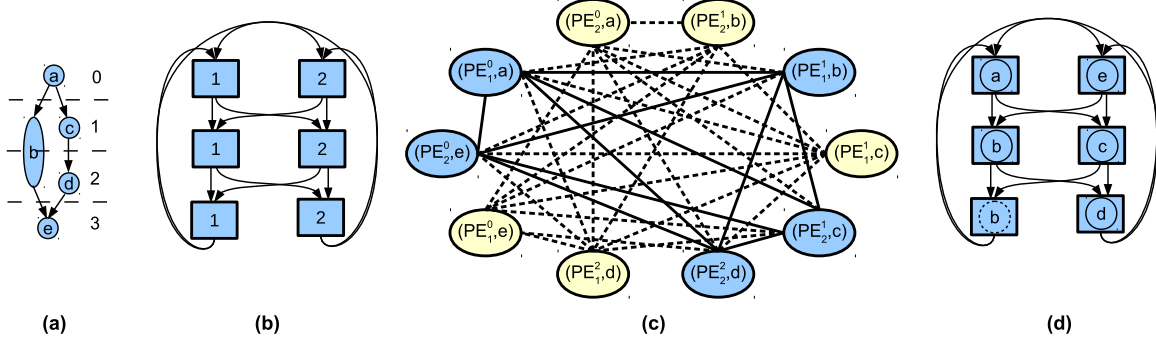 a 0
c 1
b
d 2
e 3
(a)
1 2
1 2
1 2
(b)
(PE⁰₂,a) (PE¹₂,b)
(PE⁰₁,a) (PE¹₁,b)
(PE⁰₂,e) (PE¹₁,c)
(PE⁰₁,e) (PE¹₂,c)
(PE²₁,d) (PE²₂,d)
(c)
a e
b c
b d
(d)